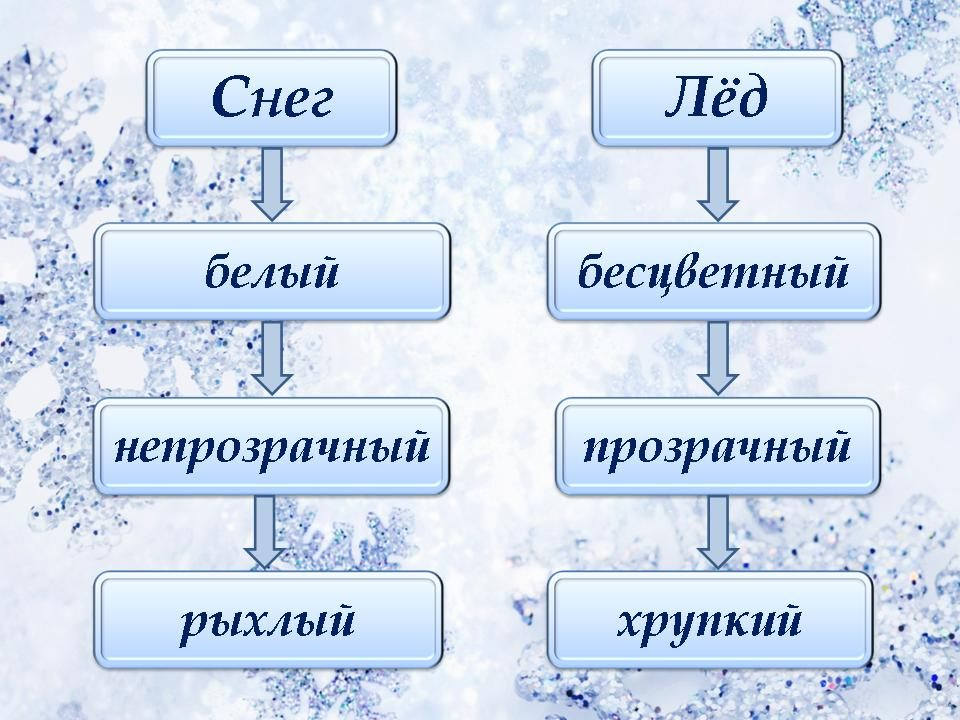 Снег
белый
непрозрачный
рыхлый
Лёд
бесцветный
прозрачный
хрупкий